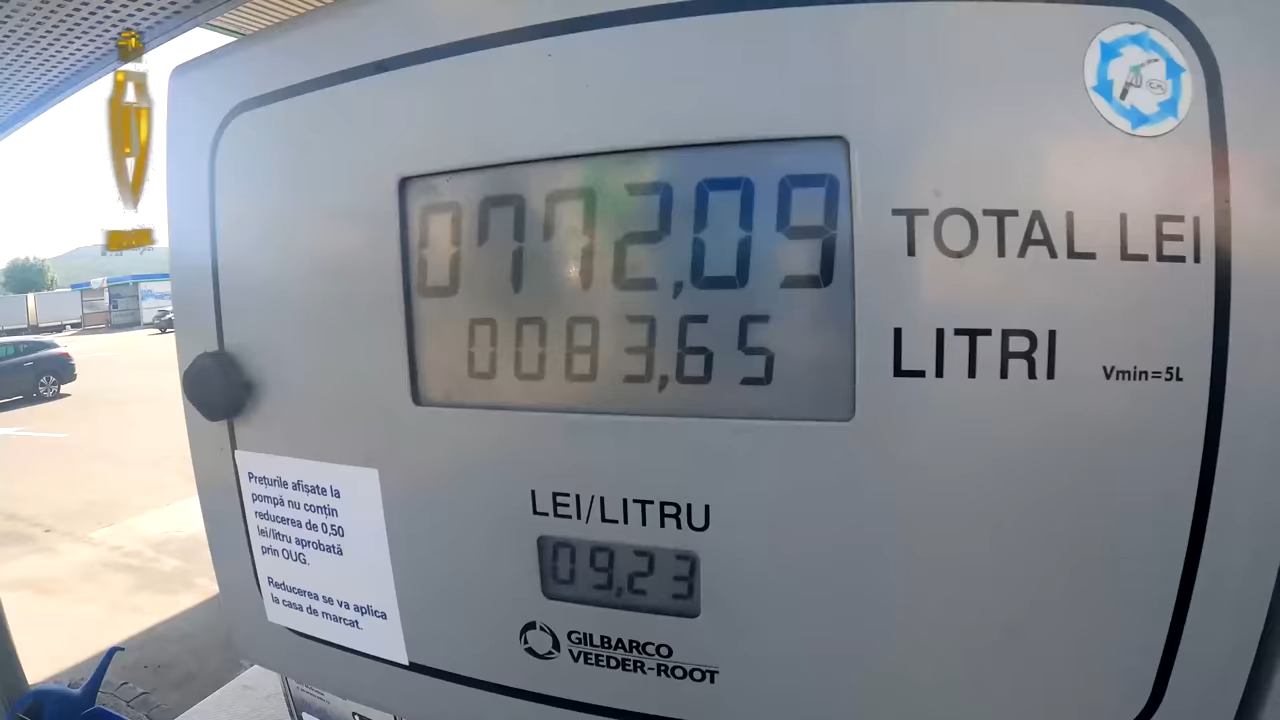 0772,09
TOTAL LEI
0083,65
LITRI
Vmin=5L
LEI/LITRU
09,23
GILBARCO
VEEDER-ROOT
Prețurile afișate la
pompă nu conțin
reducerea de 0,50
lei/litru aprobată
prin OUG.
Reducerea se va aplica
la casa de marcat.